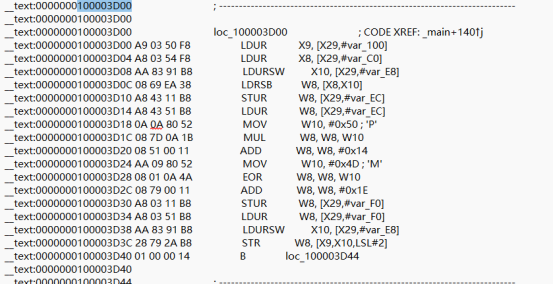 __text:0000000100003D00 ; ---------------------------------------------------------------------------
__text:0000000100003D00
__text:0000000100003D00 loc_100003D00 ; CODE XREF: _main+140↑j
__text:0000000100003D00 A9 03 50 F8 LDUR X9, [X29,#var_100]
__text:0000000100003D04 A8 03 54 F8 LDUR X8, [X29,#var_C0]
__text:0000000100003D08 AA 83 91 B8 LDURSW X10, [X29,#var_E8]
__text:0000000100003D0C 08 69 EA 38 LDRSB W8, [X8,X10]
__text:0000000100003D10 A8 43 11 B8 STUR W8, [X29,#var_EC]
__text:0000000100003D14 A8 43 51 B8 LDUR W8, [X29,#var_EC]
__text:0000000100003D18 0A 0A 80 52 MOV W10, #0x50 ; 'P'
__text:0000000100003D1C 08 7D 0A 1B MUL W8, W8, W10
__text:0000000100003D20 08 51 00 11 ADD W8, W8, #0x14
__text:0000000100003D24 AA 09 80 52 MOV W10, #0x4D ; 'M'
__text:0000000100003D28 08 01 0A 4A EOR W8, W8, W10
__text:0000000100003D2C 08 79 00 11 ADD W8, W8, #0x1E
__text:0000000100003D30 A8 03 11 B8 STUR W8, [X29,#var_F0]
__text:0000000100003D34 A8 03 51 B8 LDUR W8, [X29,#var_F0]
__text:0000000100003D38 AA 83 91 B8 LDURSW X10, [X29,#var_E8]
__text:0000000100003D3C 28 79 2A B8 STR W8, [X9,X10,LSL#2]
__text:0000000100003D40 01 00 00 14 B loc_100003D44
__text:0000000100003D40
__text:0000000100003D44 ; ---------------------------------------------------------------------------